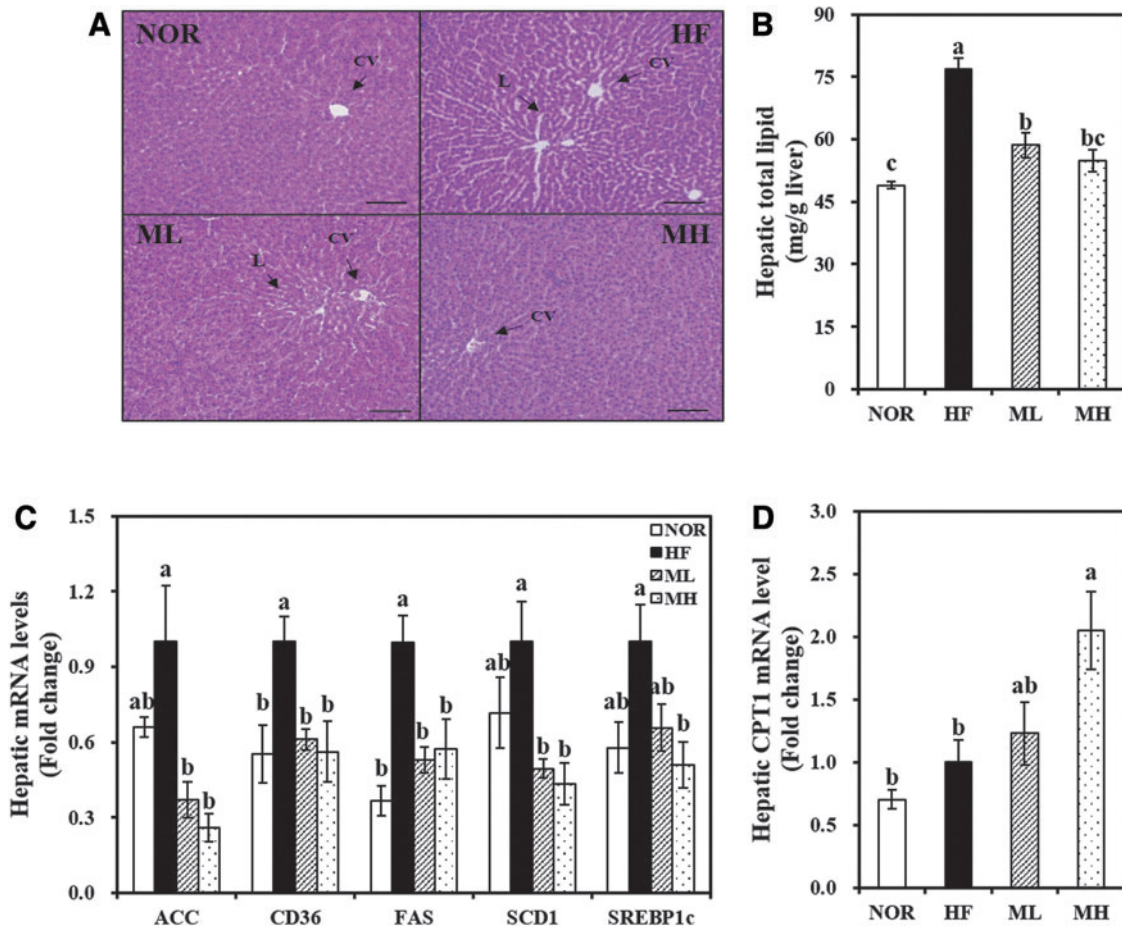 A
NOR
CV
HF
L
CV
ML
L
CV
MH
CV
B
Hepatic total lipid
(mg/g liver)
90
75
60
45
30
15
0
c
a
b
bc
NOR HF ML MH
C
Hepatic mRNA levels
(Fold change)
1.5
1.2
0.9
0.6
0.3
0.0
NOR
HF
ML
MH
ab a b b
b a b b
b a b b
ab a b b
ab a ab b
ACC CD36 FAS SCD1 SREBP1c
D
Hepatic CPT1 mRNA level
(Fold change)
3.0
2.5
2.0
1.5
1.0
0.5
0.0
b
b
ab
a
NOR HF ML MH